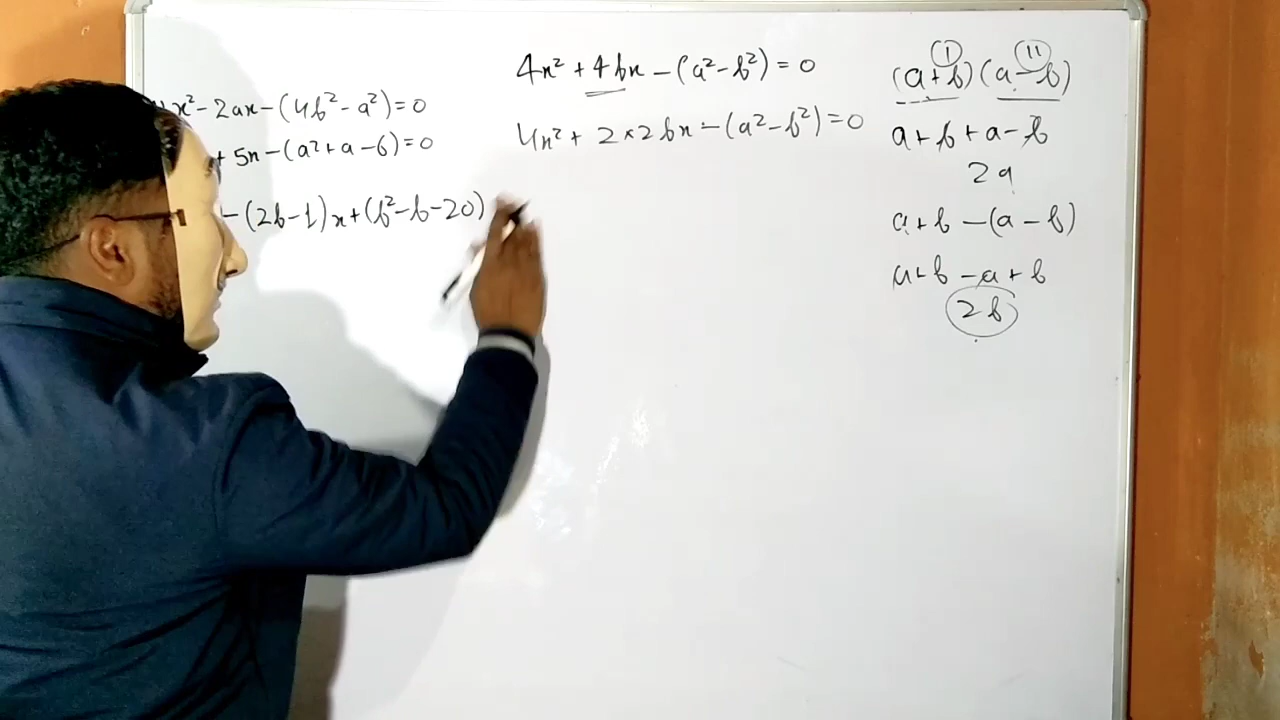 x² - 2ax - (4b² - a²) = 0
+ 5x - (a² + a - 6) = 0
- (2b - 1)x + (b² - b - 20)
4x² + 4bx - (a² - b²) = 0
4x² + 2×2bx - (a² - b²) = 0
I II
(a+b)(a-b)
a + b + a - b
2a
a + b - (a - b)
a + b - a + b
2b